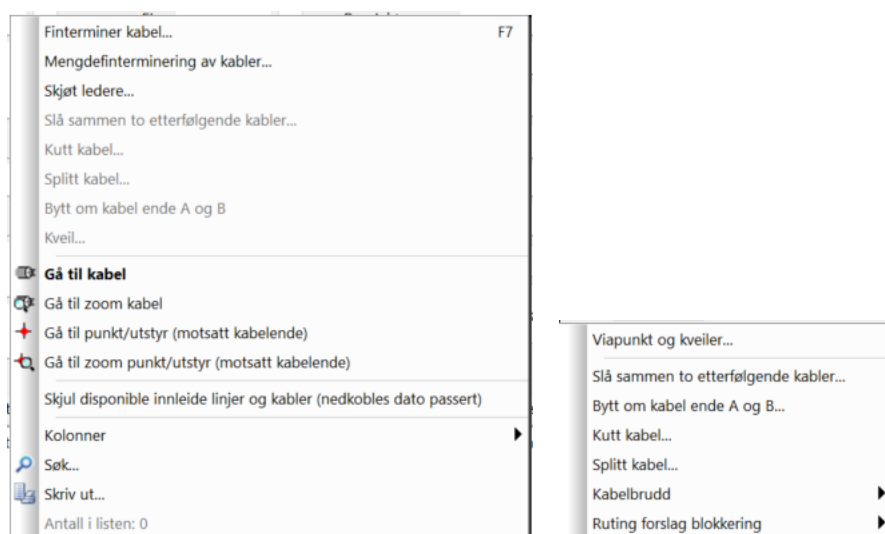 Finterminer kabel... F7
Mengdefinterminering av kabler...
Skjøt ledere...
Slå sammen to etterfølgende kabler...
Kutt kabel...
Splitt kabel...
Bytt om kabel ende A og B
Kveil...
Gå til kabel
Gå til zoom kabel
Gå til punkt/utstyr (motsatt kabelende)
Gå til zoom punkt/utstyr (motsatt kabelende)
Skjul disponible innleide linjer og kabler (nedkobles dato passert)
Kolonner
Søk...
Skriv ut...
Antall i listen: 0
Viapunkt og kveiler...
Slå sammen to etterfølgende kabler...
Bytt om kabel ende A og B...
Kutt kabel...
Splitt kabel...
Kabelbrudd
Ruting forslag blokkering